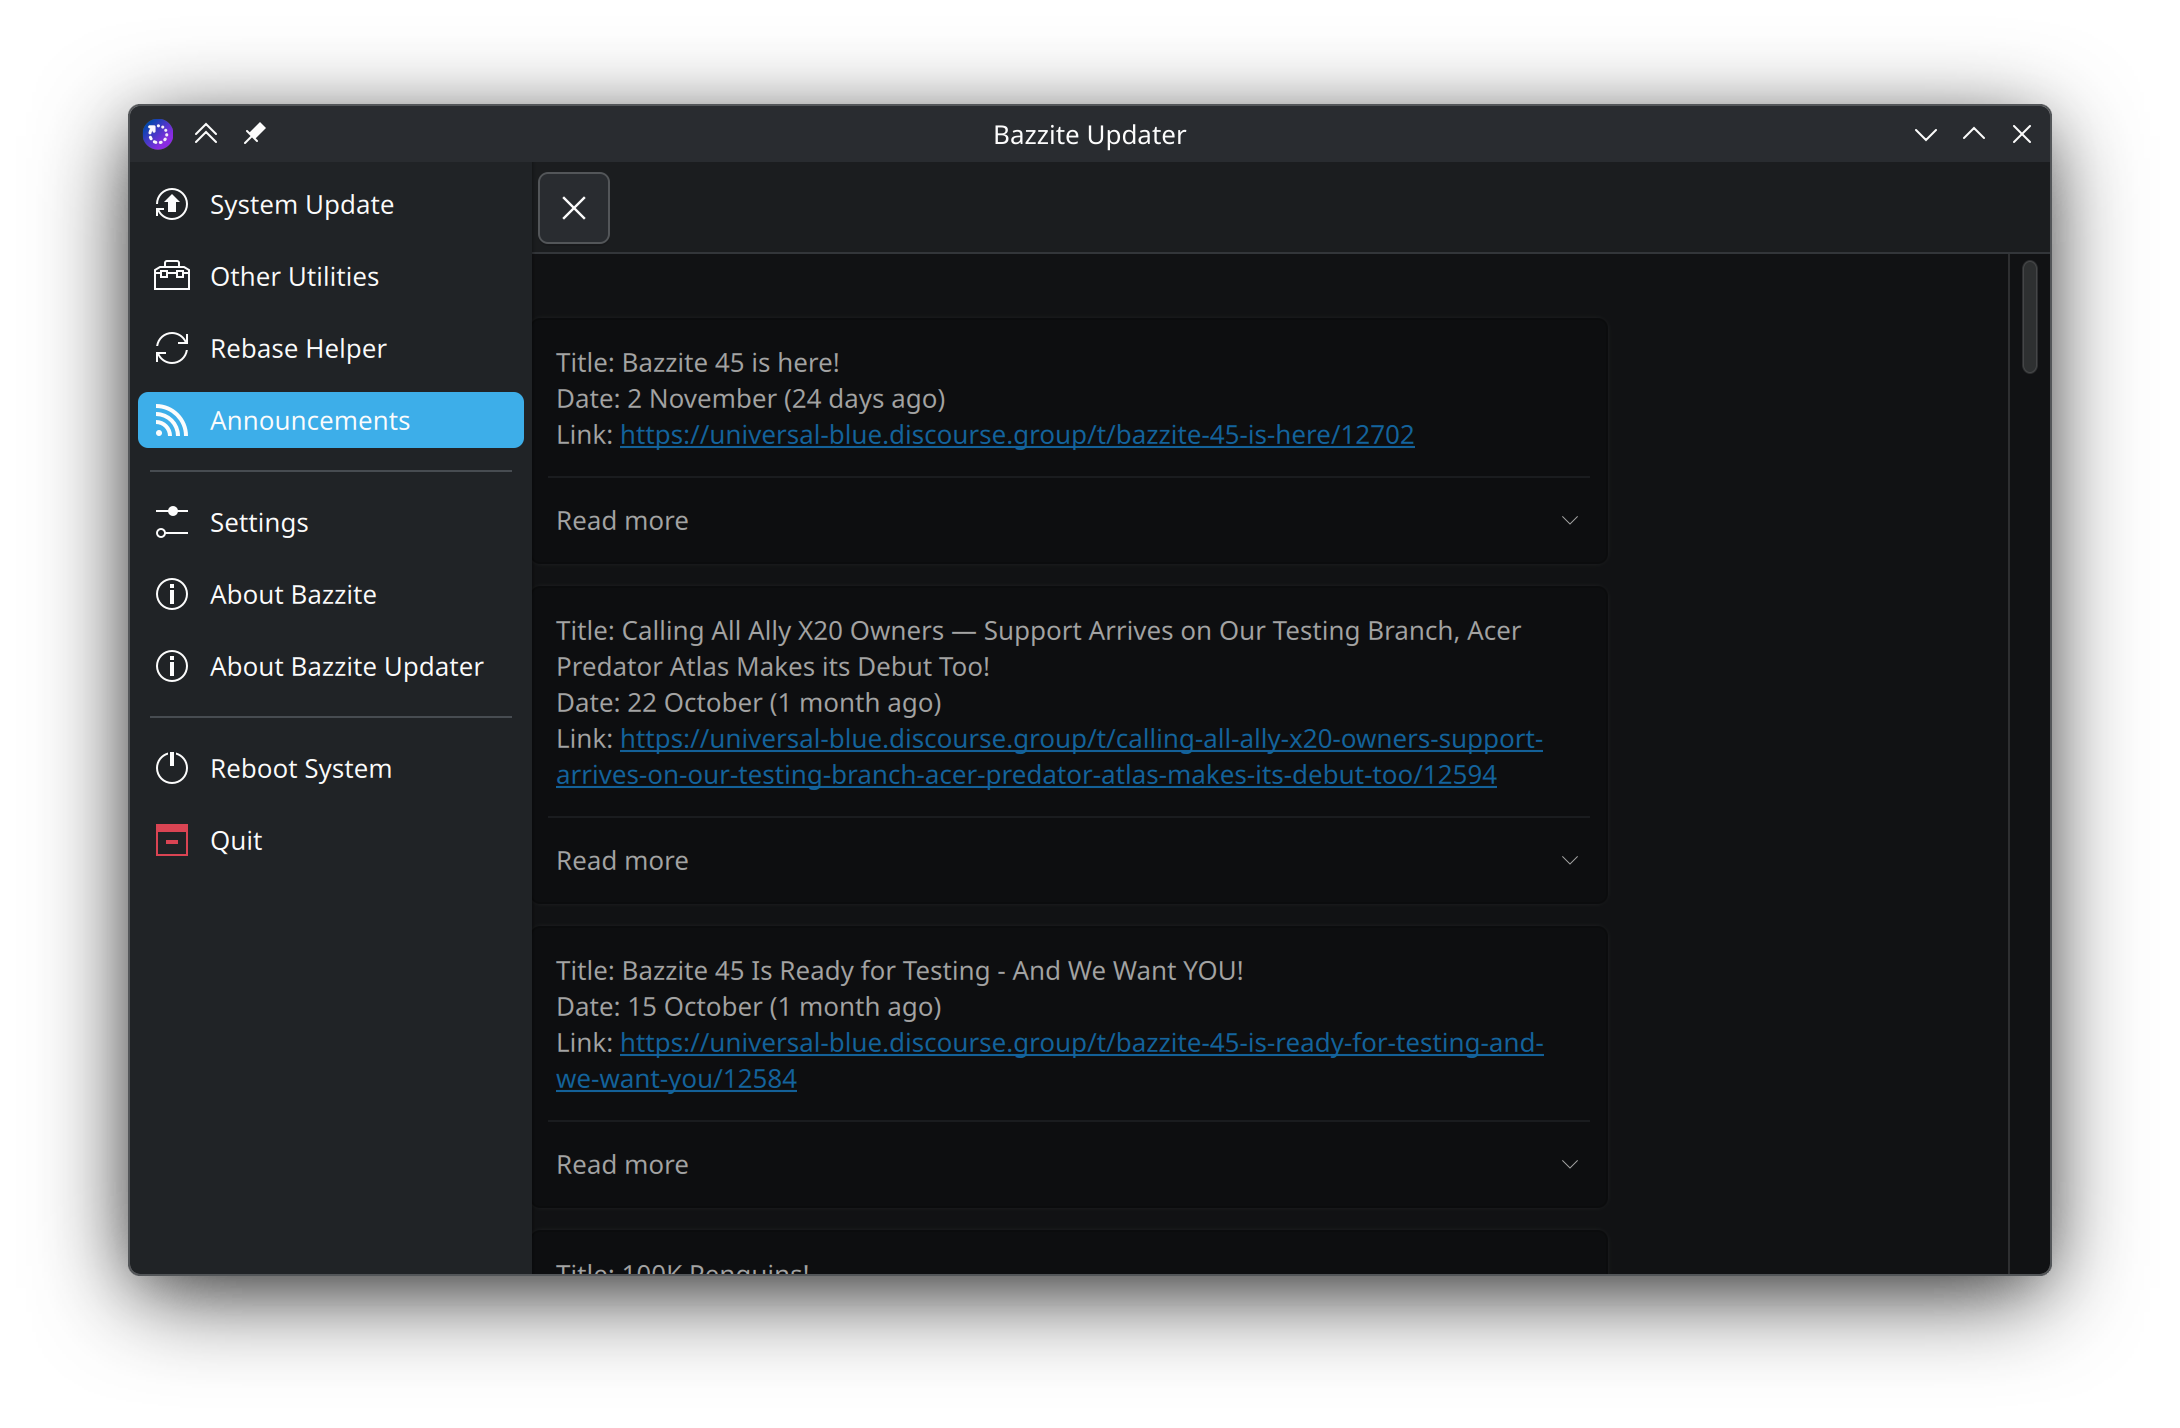 Bazzite Updater
System Update
Other Utilities
Rebase Helper
Announcements
Settings
About Bazzite
About Bazzite Updater
Reboot System
Quit
Title: Bazzite 45 is here!
Date: 2 November (24 days ago)
Link: https://universal-blue.discourse.group/t/bazzite-45-is-here/12702
Read more
Title: Calling All Ally X20 Owners — Support Arrives on Our Testing Branch, Acer
Predator Atlas Makes its Debut Too!
Date: 22 October (1 month ago)
Link: https://universal-blue.discourse.group/t/calling-all-ally-x20-owners-support-
arrives-on-our-testing-branch-acer-predator-atlas-makes-its-debut-too/12594
Read more
Title: Bazzite 45 Is Ready for Testing - And We Want YOU!
Date: 15 October (1 month ago)
Link: https://universal-blue.discourse.group/t/bazzite-45-is-ready-for-testing-and-
we-want-you/12584
Read more
Title: 100K Penguins!